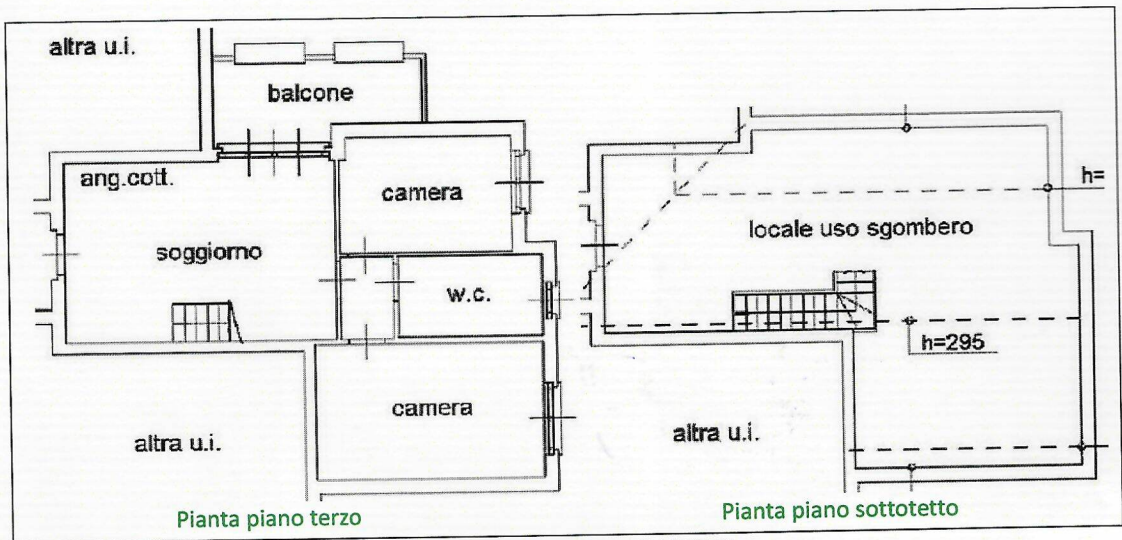 altra u.i.
balcone
ang.cott.
camera
soggiorno
w.c.
camera
altra u.i.
Pianta piano terzo
h=
locale uso sgombero
h=295
altra u.i.
Pianta piano sottotetto